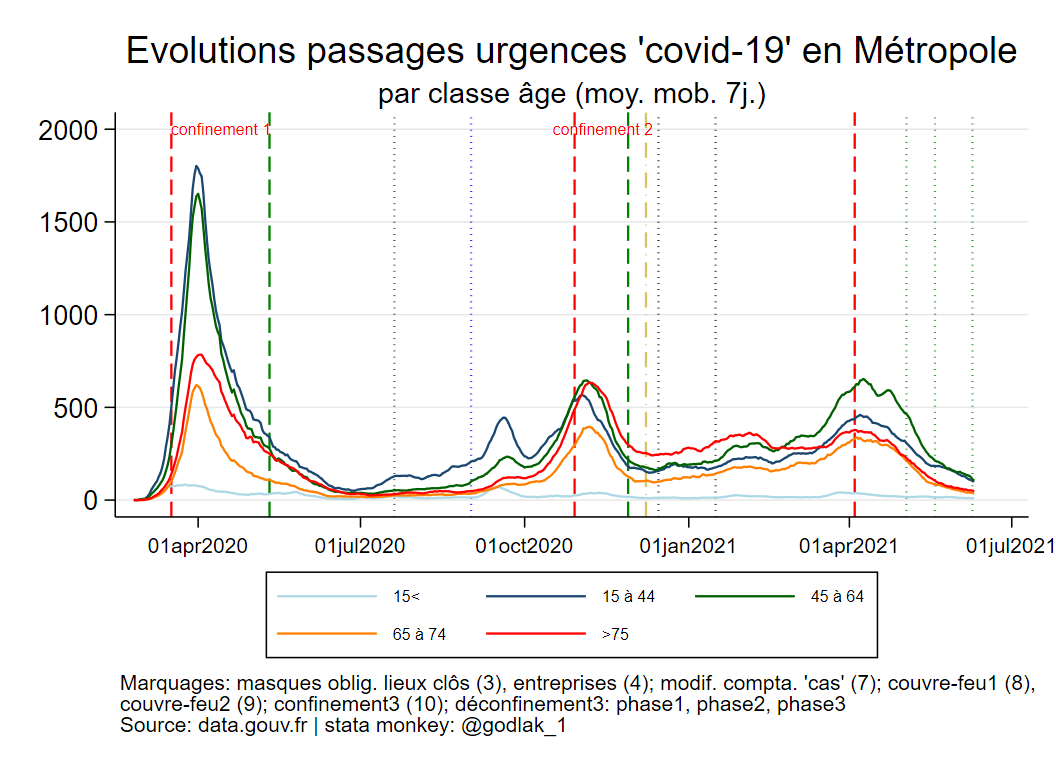 Evolutions passages urgences 'covid-19' en Métropole
par classe âge (moy. mob. 7j.)
confinement 1
confinement 2
2000
1500
1000
500
0
01apr2020
01jul2020
01oct2020
01jan2021
01apr2021
01jul2021
15<
15 à 44
45 à 64
65 à 74
>75
Marquages: masques oblig. lieux clôs (3), entreprises (4); modif. compta. 'cas' (7); couvre-feu1 (8),
couvre-feu2 (9); confinement3 (10); déconfinement3: phase1, phase2, phase3
Source: data.gouv.fr | stata monkey: @godlak_1